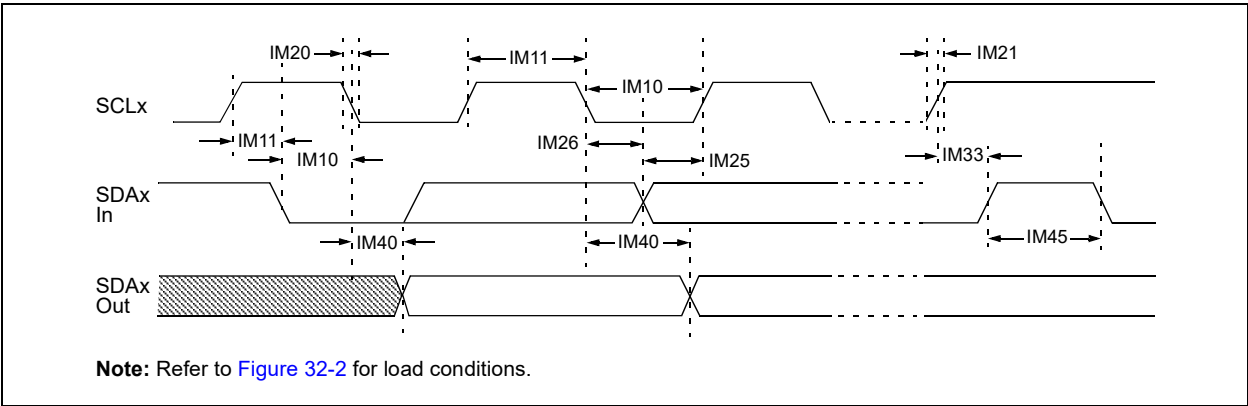 IM20
IM11
IM21
IM10
SCLx
IM11
IM26
IM10
IM25
IM33
SDAx
In
IM40
IM40
IM45
SDAx
Out
Note: Refer to Figure 32-2 for load conditions.